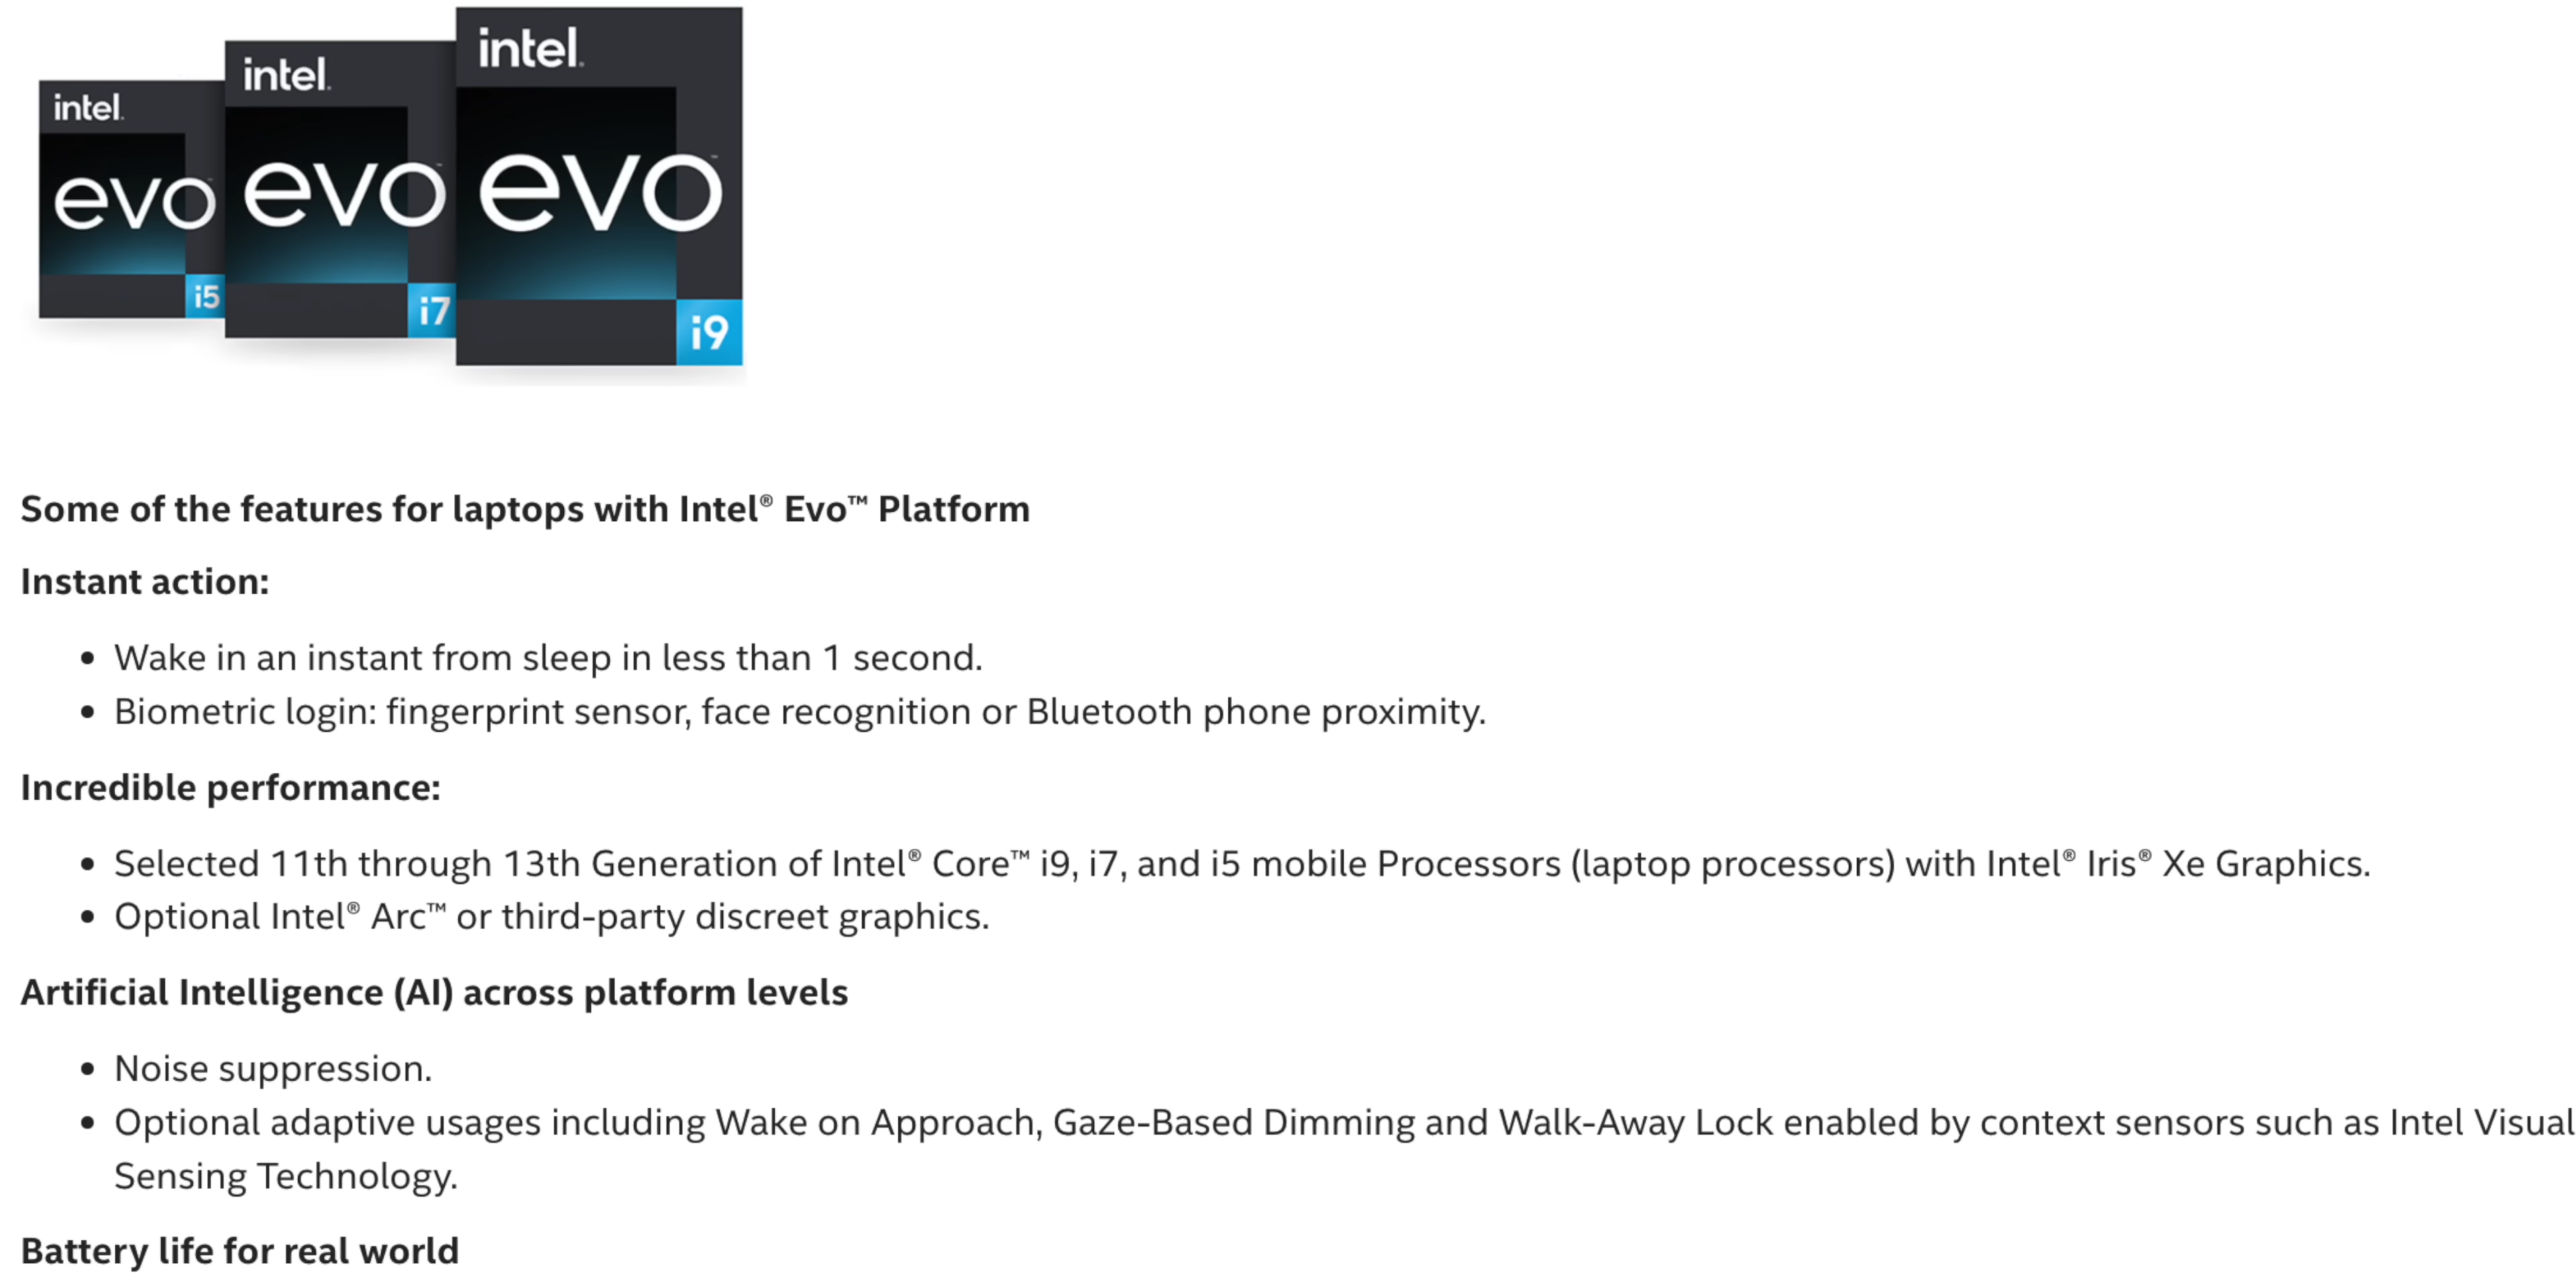 intel.
evo™
i5
intel.
evo™
i7
intel.
evo™
i9
Some of the features for laptops with Intel® Evo™ Platform
Instant action:
• Wake in an instant from sleep in less than 1 second.
• Biometric login: fingerprint sensor, face recognition or Bluetooth phone proximity.
Incredible performance:
• Selected 11th through 13th Generation of Intel® Core™ i9, i7, and i5 mobile Processors (laptop processors) with Intel® Iris® Xe Graphics.
• Optional Intel® Arc™ or third-party discreet graphics.
Artificial Intelligence (AI) across platform levels
• Noise suppression.
• Optional adaptive usages including Wake on Approach, Gaze-Based Dimming and Walk-Away Lock enabled by context sensors such as Intel Visual
Sensing Technology.
Battery life for real world